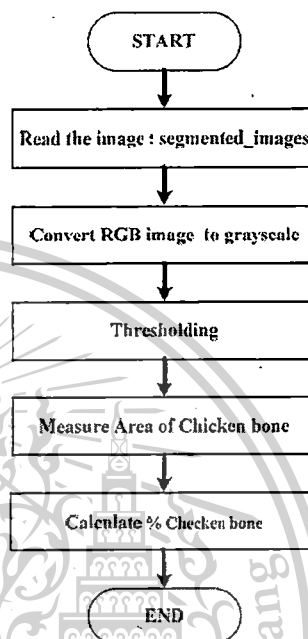 START
Read the image : segmented_images
Convert RGB image to grayscale
Thresholding
Measure Area of Chicken bone
Calculate % Checken bone
END